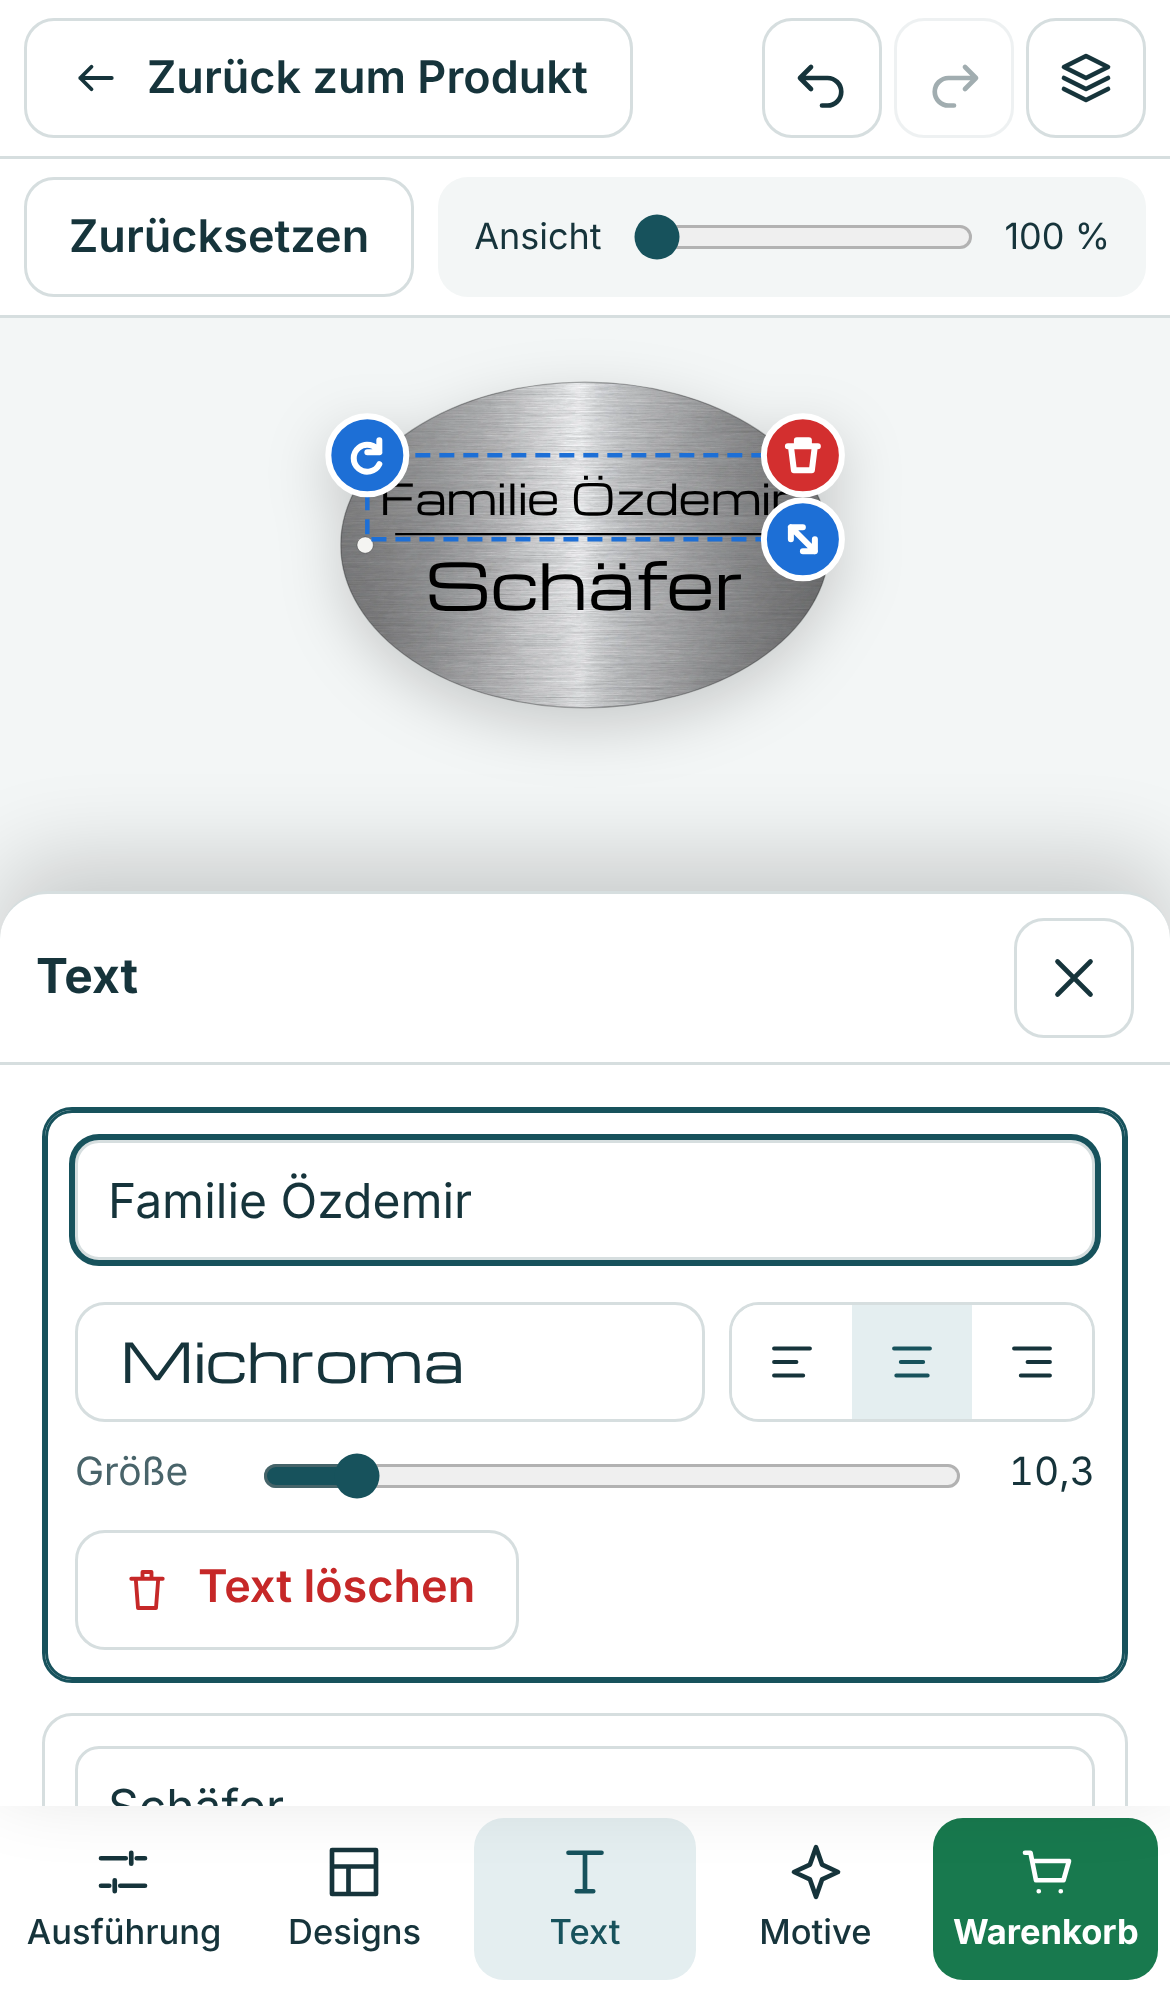 Zurück zum Produkt
Zurücksetzen
Ansicht
100 %
Familie Özdemir
Schäfer
Text
Familie Özdemir
Michroma
Größe
10,3
Text löschen
Schäfer
Ausführung
Designs
Text
Motive
Warenkorb